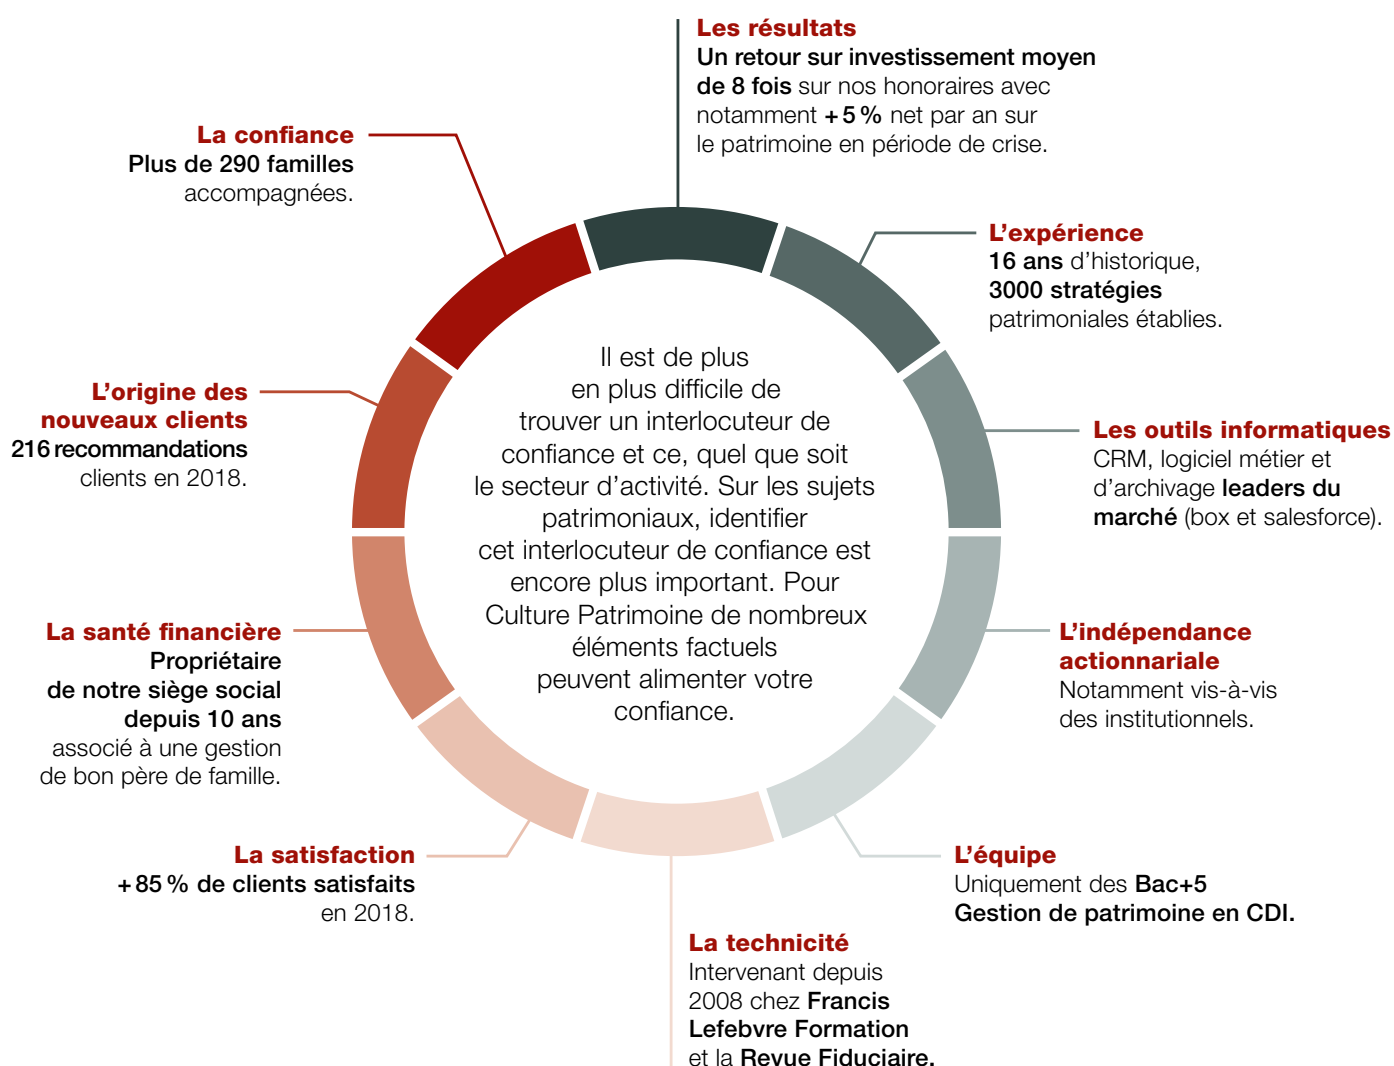 Les résultats
Un retour sur investissement moyen
de 8 fois sur nos honoraires avec
notamment +5 % net par an sur
le patrimoine en période de crise.
La confiance
Plus de 290 familles
accompagnées.
L’expérience
16 ans d’historique,
3000 stratégies
patrimoniales établies.
L’origine des
nouveaux clients
216 recommandations
clients en 2018.
Les outils informatiques
CRM, logiciel métier et
d’archivage leaders du
marché (box et salesforce).
Il est de plus
en plus difficile de
trouver un interlocuteur de
confiance et ce, quel que soit
le secteur d’activité. Sur les sujets
patrimoniaux, identifier
cet interlocuteur de confiance est
encore plus important. Pour
Culture Patrimoine de nombreux
éléments factuels
peuvent alimenter votre
confiance.
La santé financière
Propriétaire
de notre siège social
depuis 10 ans
associé à une gestion
de bon père de famille.
L’indépendance
actionnariale
Notamment vis-à-vis
des institutionnels.
La satisfaction
+85 % de clients satisfaits
en 2018.
L’équipe
Uniquement des Bac+5
Gestion de patrimoine en CDI.
La technicité
Intervenant depuis
2008 chez Francis
Lefebvre Formation
et la Revue Fiduciaire.